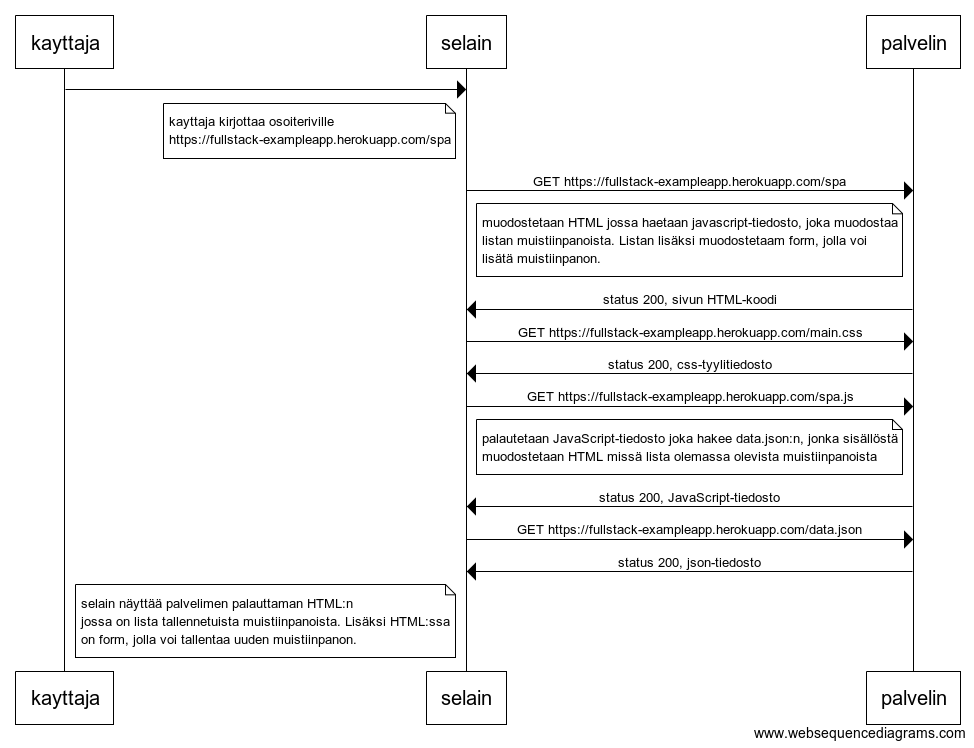 kayttaja selain palvelin
kayttaja kirjottaa osoiteriville
https://fullstack-exampleapp.herokuapp.com/spa
GET https://fullstack-exampleapp.herokuapp.com/spa
muodostetaan HTML jossa haetaan javascript-tiedosto, joka muodostaa
listan muistiinpanoista. Listan lisäksi muodostetaam form, jolla voi
lisätä muistiinpanon.
status 200, sivun HTML-koodi
GET https://fullstack-exampleapp.herokuapp.com/main.css
status 200, css-tyylitiedosto
GET https://fullstack-exampleapp.herokuapp.com/spa.js
palautetaan JavaScript-tiedosto joka hakee data.json:n, jonka sisällöstä
muodostetaan HTML missä lista olemassa olevista muistiinpanoista
status 200, JavaScript-tiedosto
GET https://fullstack-exampleapp.herokuapp.com/data.json
status 200, json-tiedosto
selain näyttää palvelimen palauttaman HTML:n
jossa on lista tallennetuista muistiinpanoista. Lisäksi HTML:ssa
on form, jolla voi tallentaa uuden muistiinpanon.
kayttaja selain palvelin
www.websequencediagrams.com